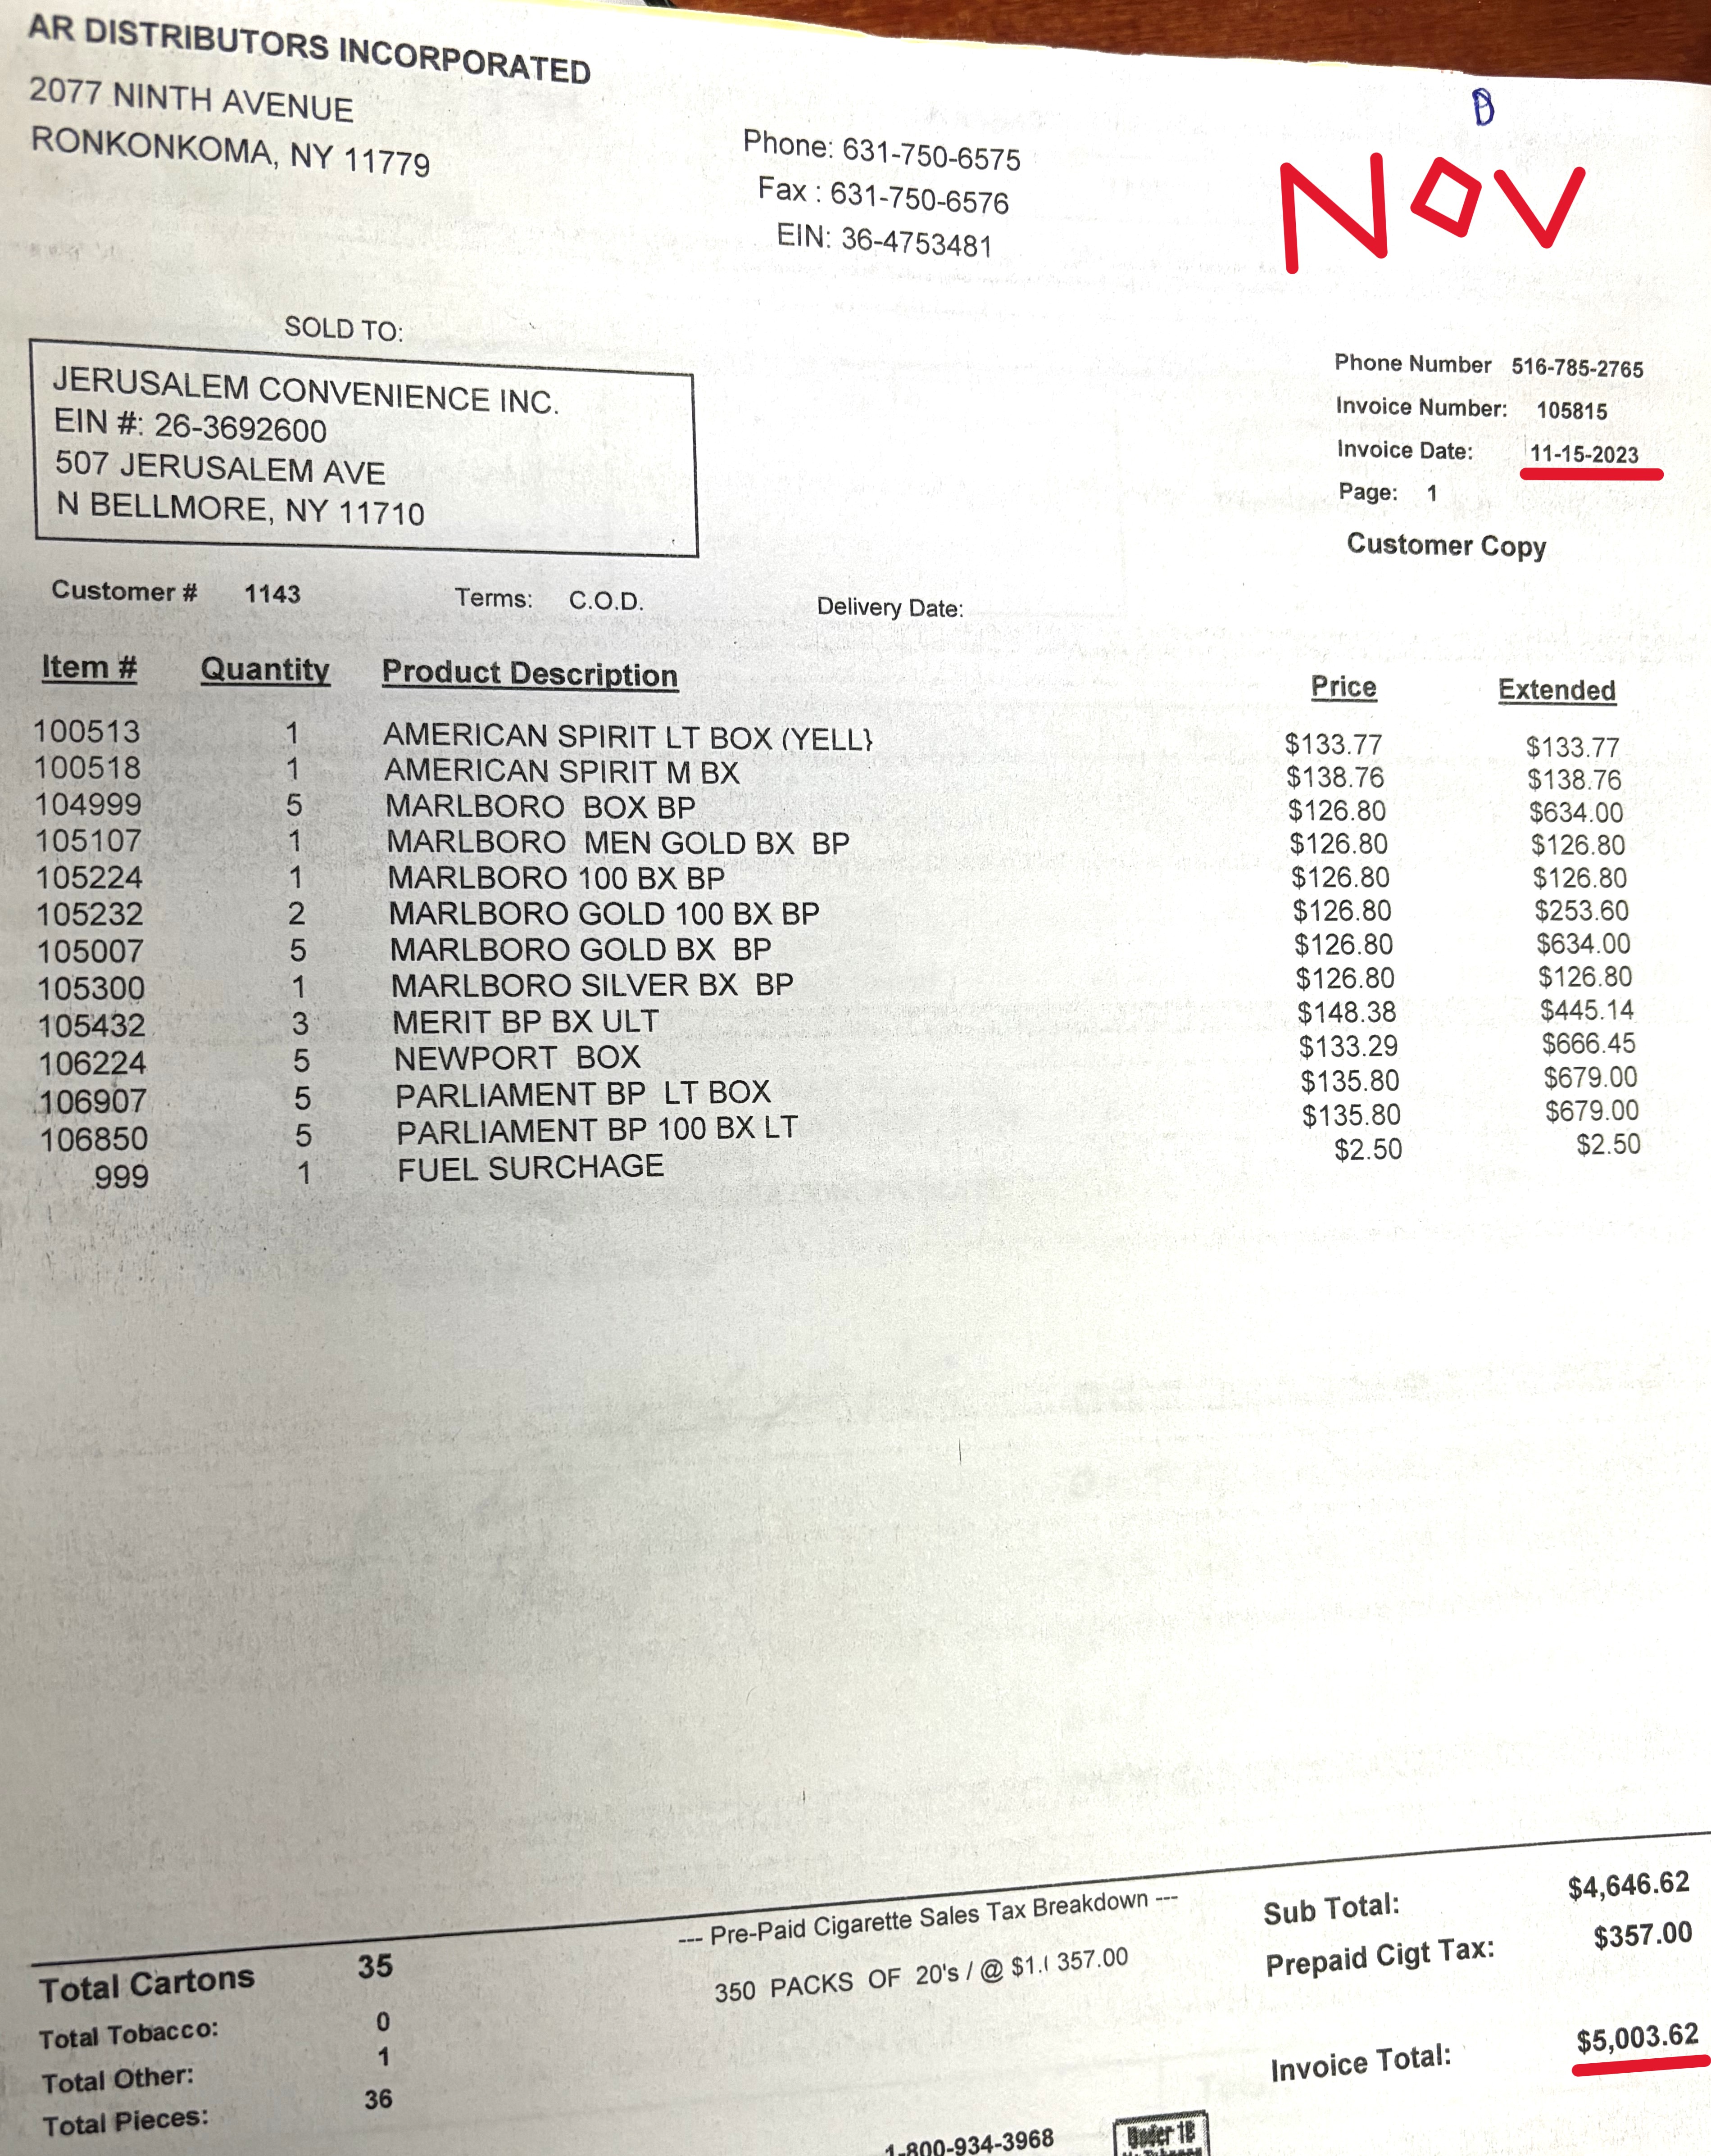 AR DISTRIBUTORS INCORPORATED
2077 NINTH AVENUE
RONKONKOMA, NY 11779
Phone: 631-750-6575
Fax : 631-750-6576
EIN: 36-4753481
B
NOV
SOLD TO:
JERUSALEM CONVENIENCE INC.
EIN #: 26-3692600
507 JERUSALEM AVE
N BELLMORE, NY 11710
Phone Number 516-785-2765
Invoice Number: 105815
Invoice Date: 11-15-2023
Page: 1
Customer Copy
Customer # 1143 Terms: C.O.D. Delivery Date:
Item # Quantity Product Description Price Extended
100513 1 AMERICAN SPIRIT LT BOX (YELL} $133.77 $133.77
100518 1 AMERICAN SPIRIT M BX $138.76 $138.76
104999 5 MARLBORO BOX BP $126.80 $634.00
105107 1 MARLBORO MEN GOLD BX BP $126.80 $126.80
105224 1 MARLBORO 100 BX BP $126.80 $126.80
105232 2 MARLBORO GOLD 100 BX BP $126.80 $253.60
105007 5 MARLBORO GOLD BX BP $126.80 $634.00
105300 1 MARLBORO SILVER BX BP $126.80 $126.80
105432 3 MERIT BP BX ULT $148.38 $445.14
106224 5 NEWPORT BOX $133.29 $666.45
106907 5 PARLIAMENT BP LT BOX $135.80 $679.00
106850 5 PARLIAMENT BP 100 BX LT $135.80 $679.00
999 1 FUEL SURCHAGE $2.50 $2.50
Total Cartons 35
Total Tobacco: 0
Total Other: 1
Total Pieces: 36
--- Pre-Paid Cigarette Sales Tax Breakdown ---
350 PACKS OF 20's / @ $1.( 357.00
Sub Total: $4,646.62
Prepaid Cigt Tax: $357.00
Invoice Total: $5,003.62
1-800-934-3968
Under 18